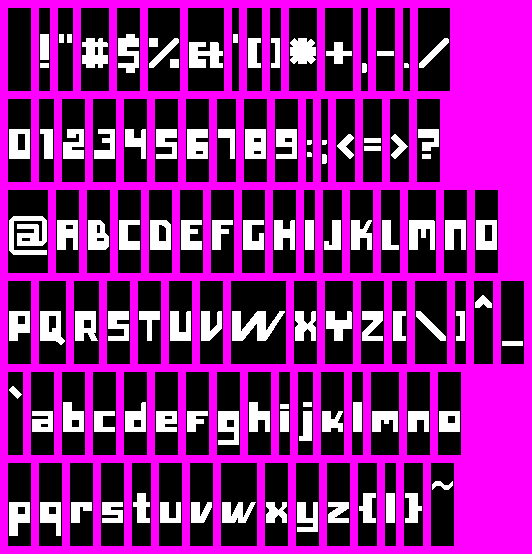 !"#$%&'()*+,-./
0123456789:;<=>?
@ABCDEFGHIJKLMNO
PQRSTUVWXYZ[\]^_
`abcdefghijklmno
pqrstuvwxyz{|}~